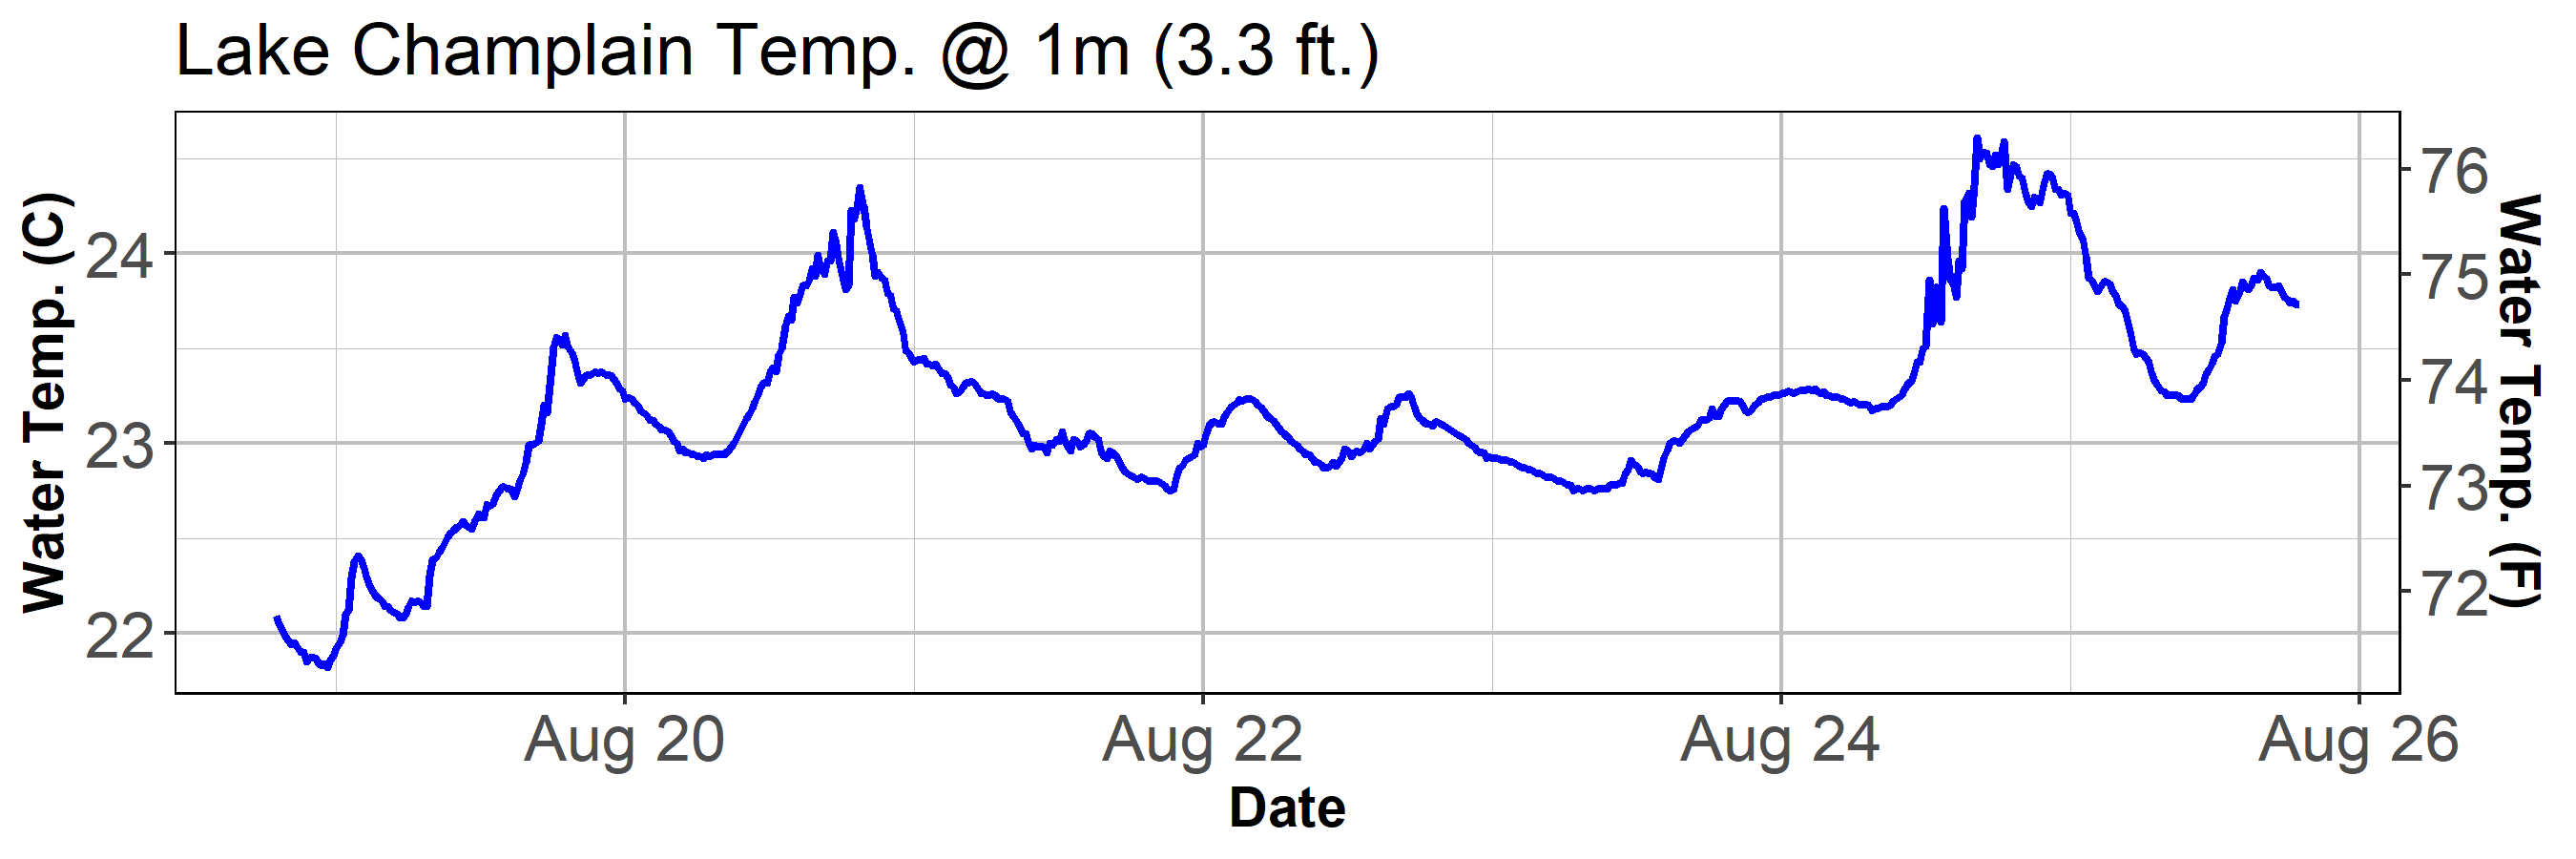 Lake Champlain Temp. @ 1m (3.3 ft.)
Water Temp. (C)
24
23
22
76
75
74
73
72
Water Temp. (F)
Aug 20
Aug 22
Aug 24
Aug 26
Date